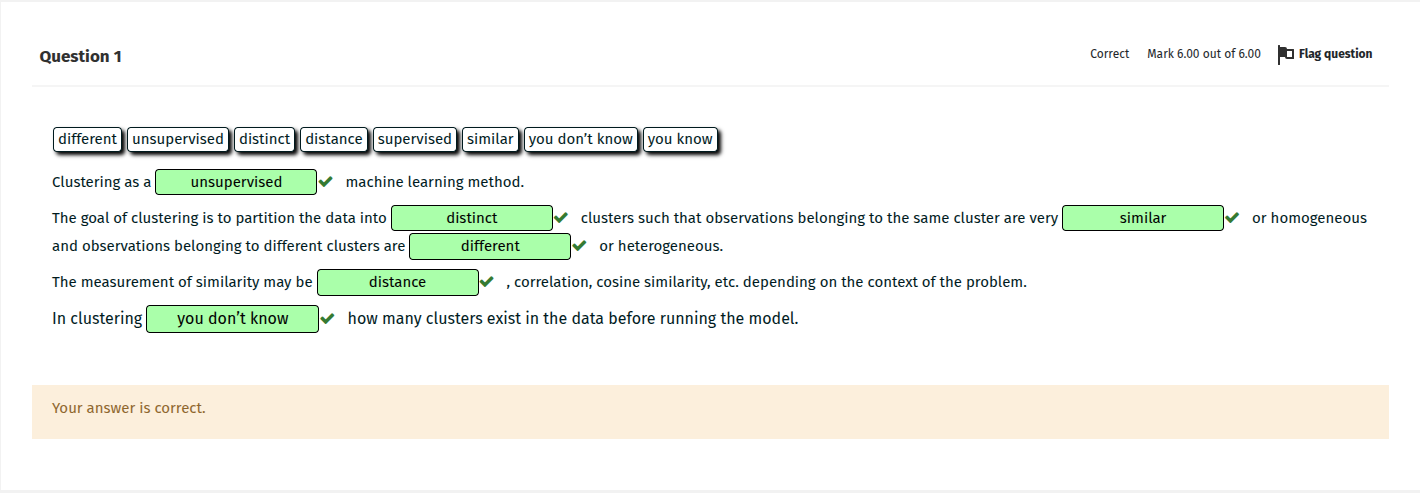 Question 1
Correct Mark 6.00 out of 6.00 Flag question
different unsupervised distinct distance supervised similar you don't know you know
Clustering as a unsupervised machine learning method.
The goal of clustering is to partition the data into distinct clusters such that observations belonging to the same cluster are very similar or homogeneous
and observations belonging to different clusters are different or heterogeneous.
The measurement of similarity may be distance , correlation, cosine similarity, etc. depending on the context of the problem.
In clustering you don't know how many clusters exist in the data before running the model.
Your answer is correct.